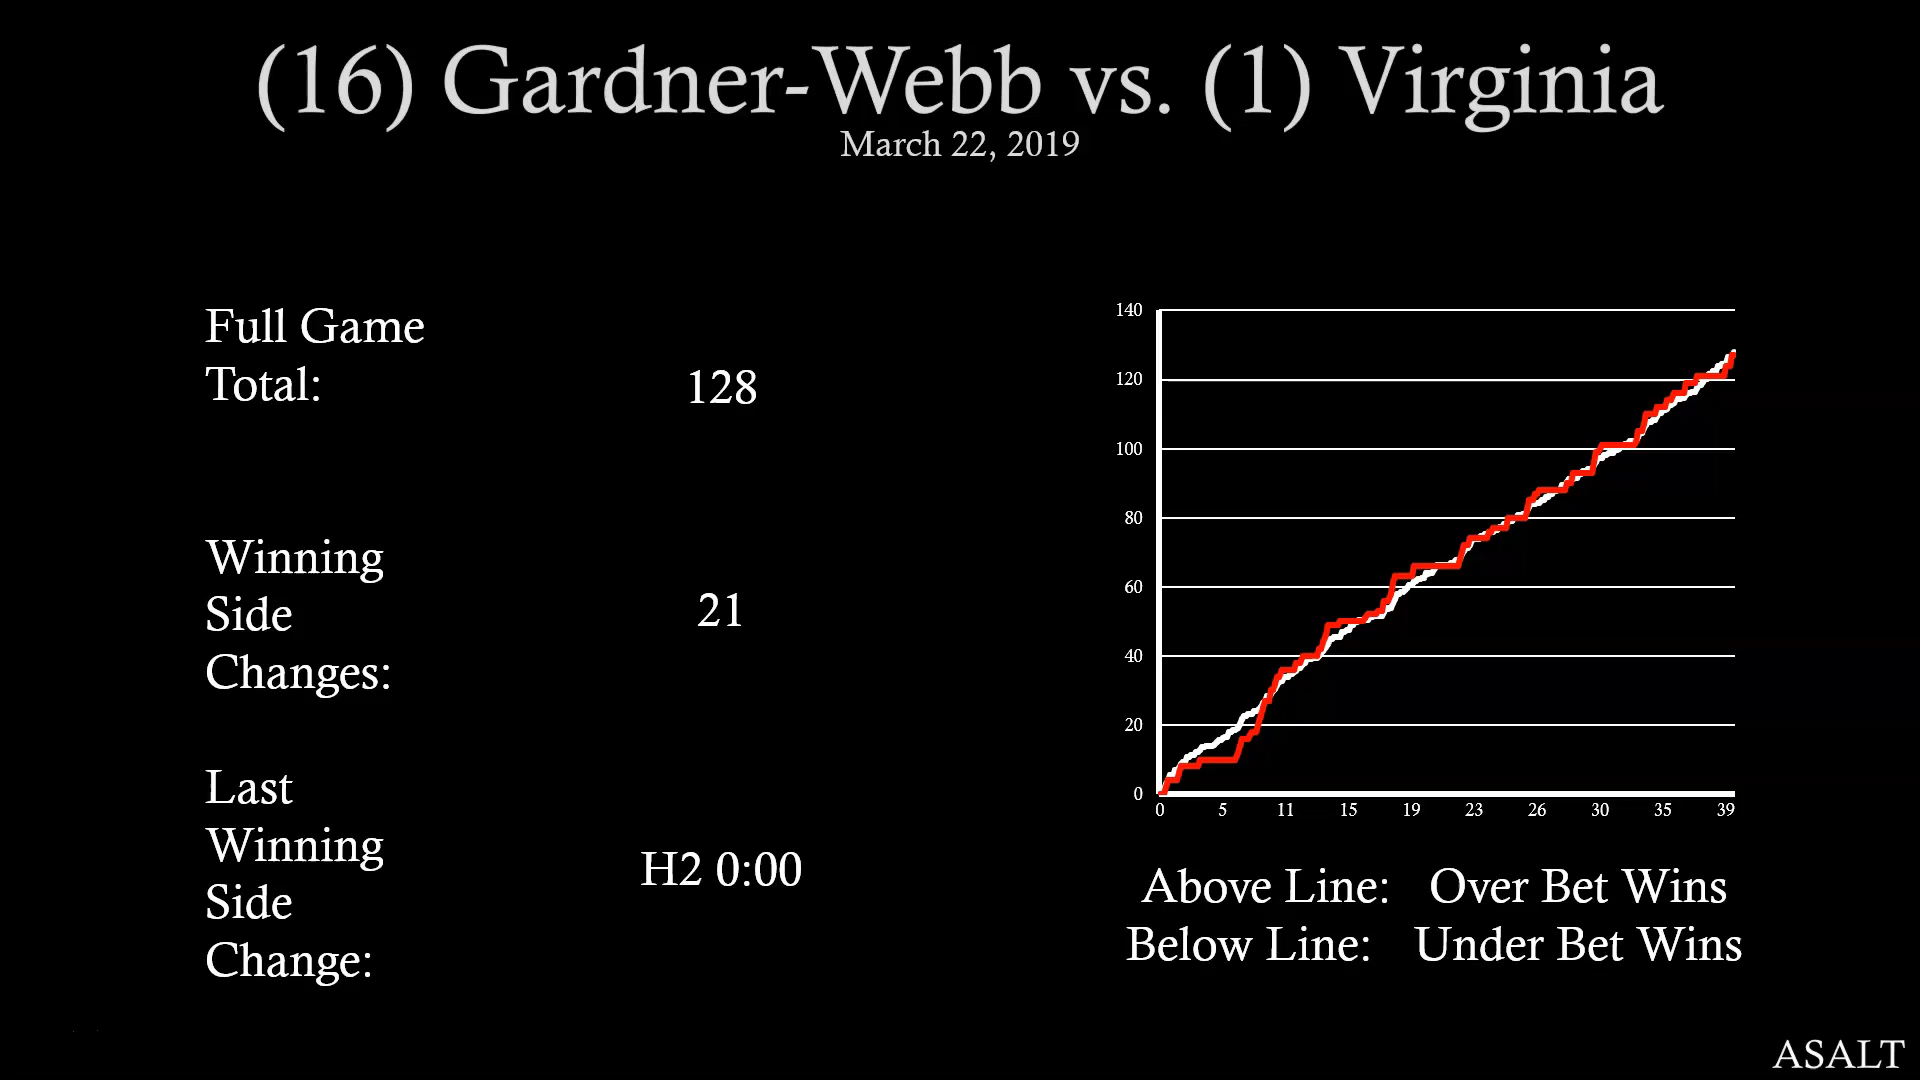 (16) Gardner-Webb vs. (1) Virginia
March 22, 2019
Full Game
Total:
128
Winning
Side
Changes:
21
Last
Winning
Side
Change:
H2 0:00
140
120
100
80
60
40
20
0
0 5 11 15 19 23 26 30 35 39
Above Line: Over Bet Wins
Below Line: Under Bet Wins
ASALT